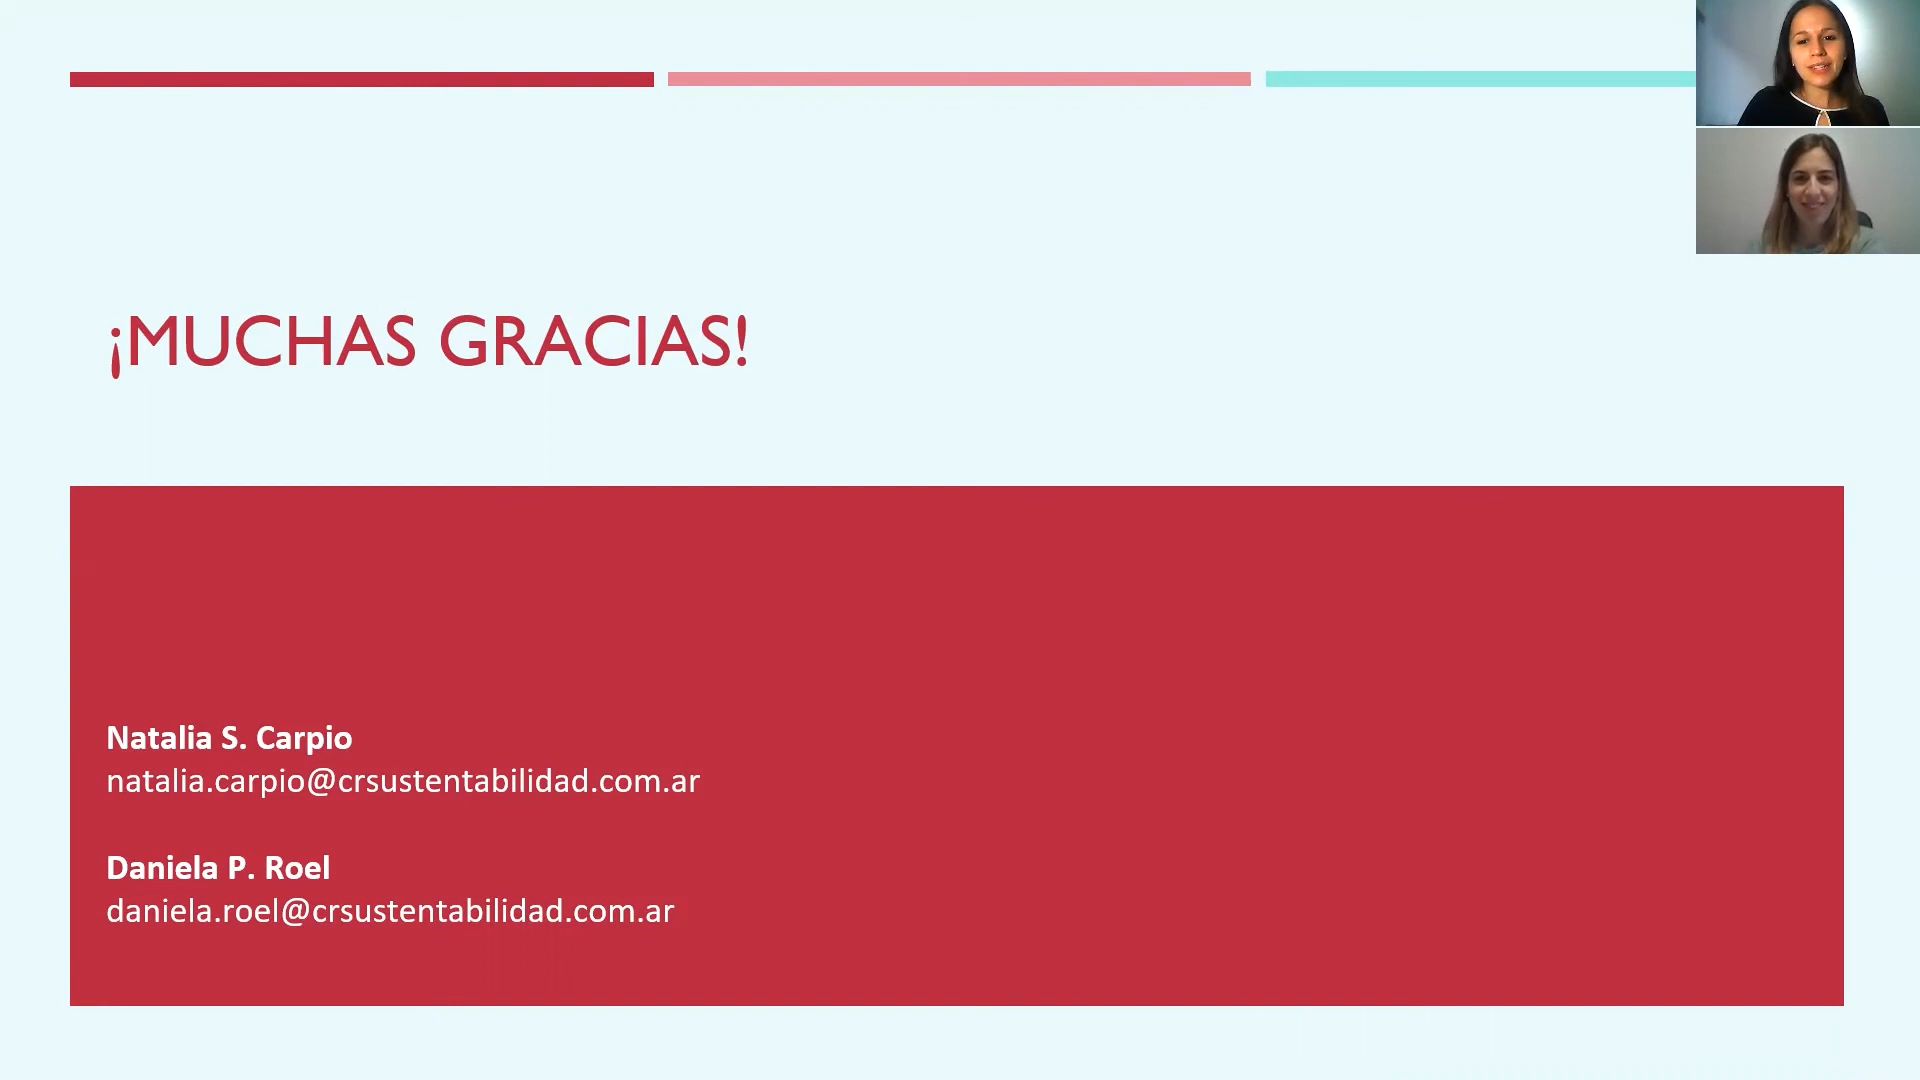 ¡MUCHAS GRACIAS!
Natalia S. Carpio
natalia.carpio@crsustentabilidad.com.ar
Daniela P. Roel
daniela.roel@crsustentabilidad.com.ar